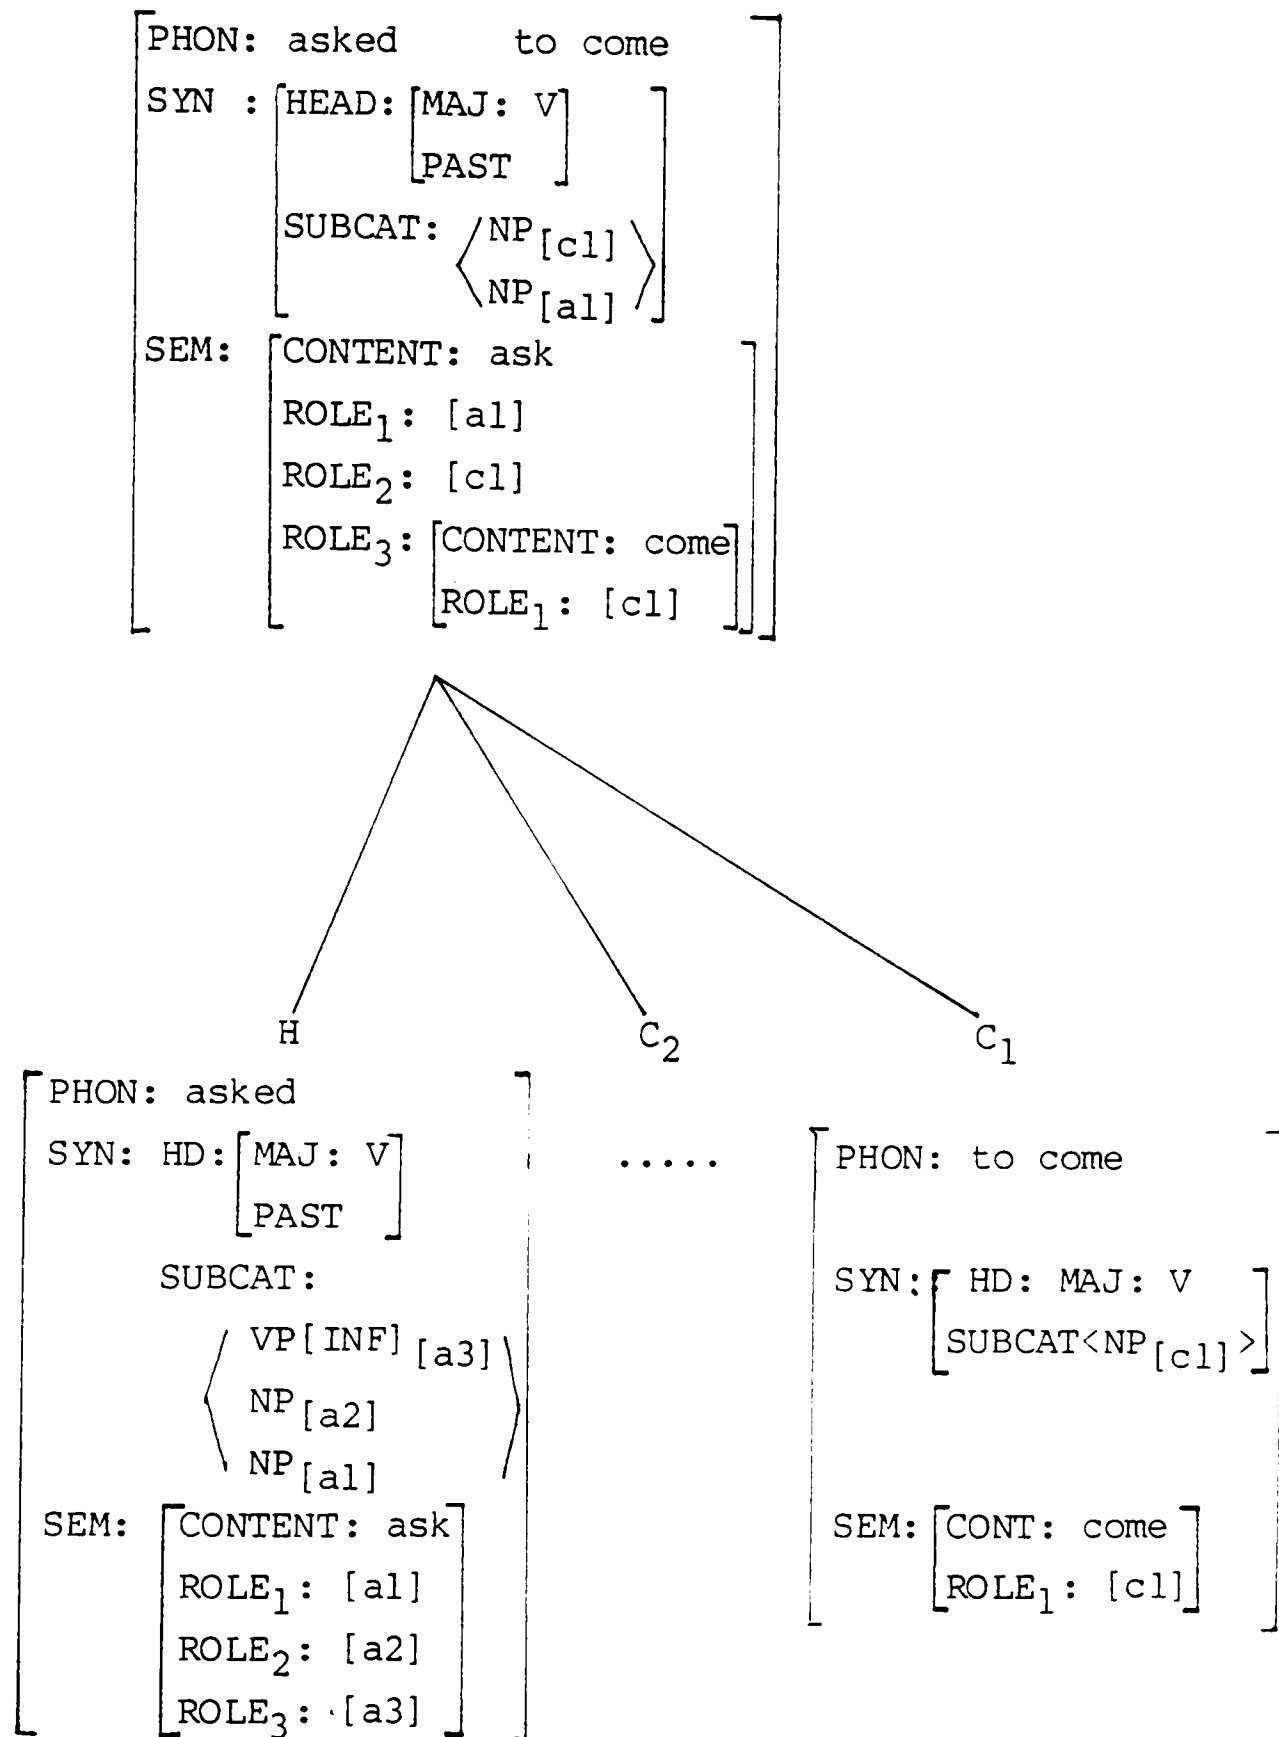 PHON: asked to come
SYN : HEAD: MAJ: V
PAST
SUBCAT: NP[c1]
NP[a1]
SEM: CONTENT: ask
ROLE1: [a1]
ROLE2: [c1]
ROLE3: CONTENT: come
ROLE1: [c1]
H C2 C1
PHON: asked
SYN: HD: MAJ: V
PAST
SUBCAT:
VP[INF][a3]
NP[a2]
NP[a1]
SEM: CONTENT: ask
ROLE1: [a1]
ROLE2: [a2]
ROLE3: [a3]
.....
PHON: to come
SYN: HD: MAJ: V
SUBCAT<NP[c1]>
SEM: CONT: come
ROLE1: [c1]